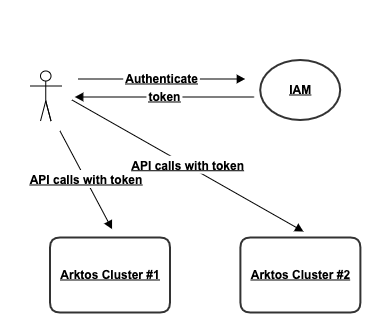 Authenticate
IAM
token
API calls with token
API calls with token
Arktos Cluster #1
Arktos Cluster #2